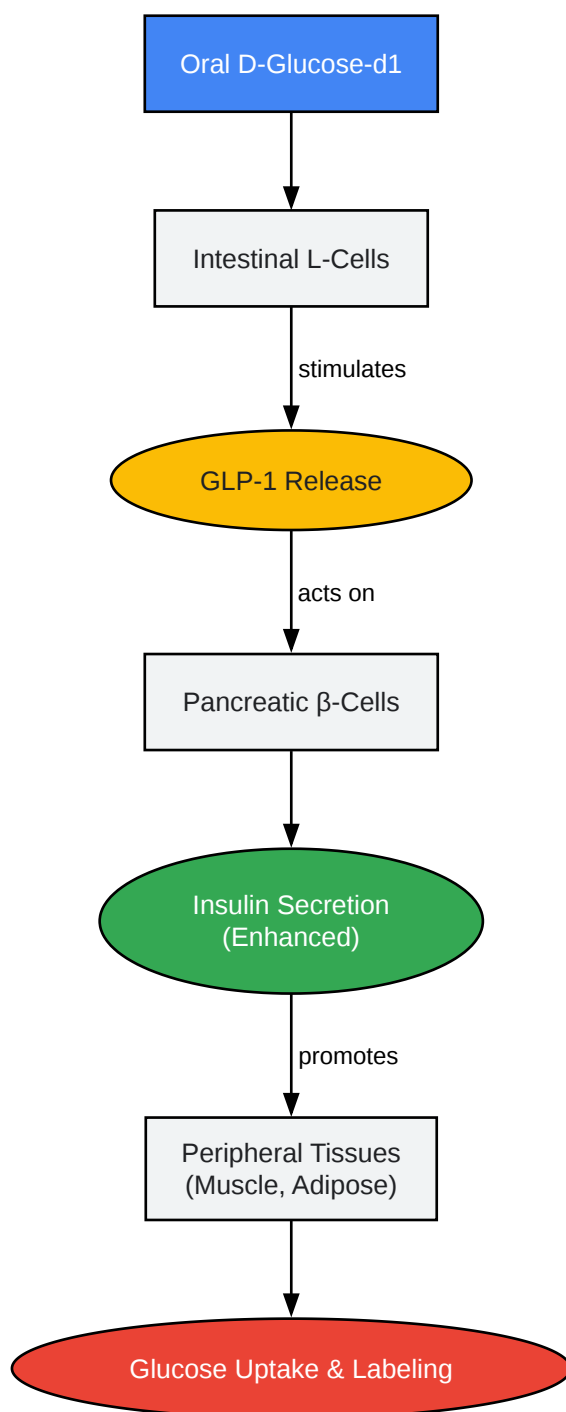 Oral D-Glucose-d1
Intestinal L-Cells
stimulates
GLP-1 Release
acts on
Pancreatic β-Cells
Insulin Secretion
(Enhanced)
promotes
Peripheral Tissues
(Muscle, Adipose)
Glucose Uptake & Labeling